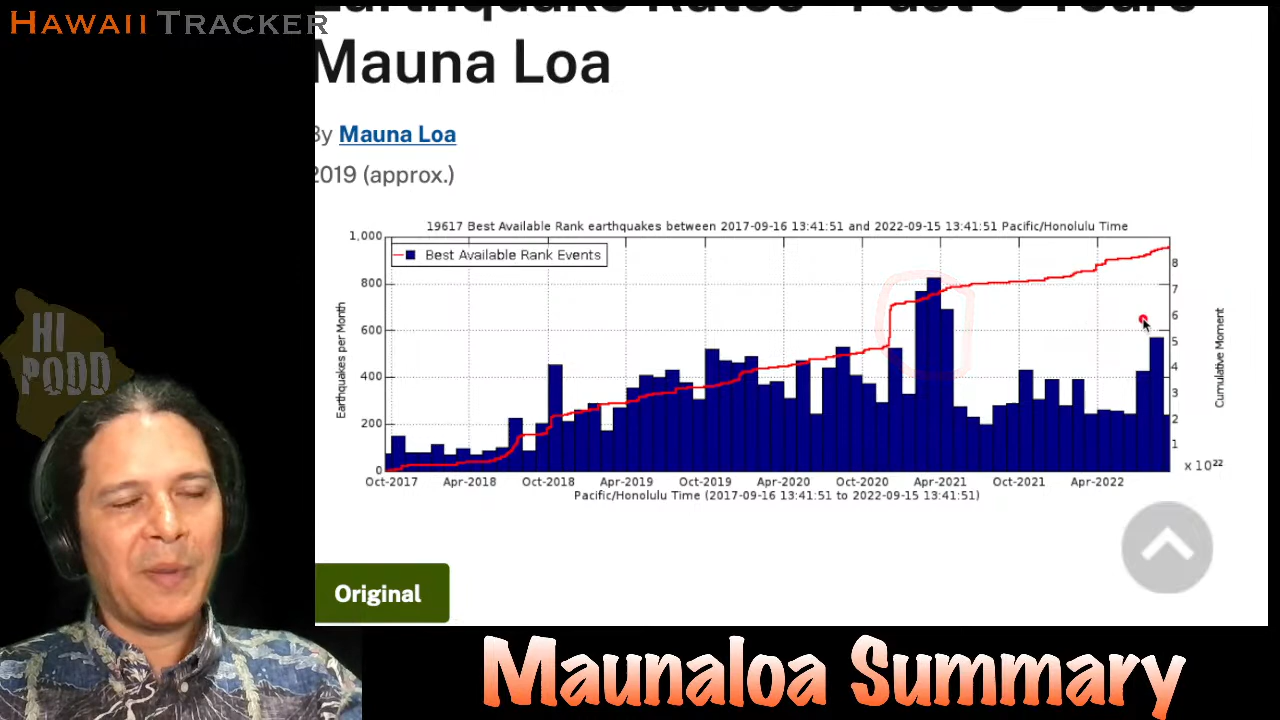 HAWAII TRACKER
Earthquake Rates - Past 5 Years
Mauna Loa
By Mauna Loa
2019 (approx.)
19617 Best Available Rank earthquakes between 2017-09-16 13:41:51 and 2022-09-15 13:41:51 Pacific/Honolulu Time
Best Available Rank Events
Earthquakes per Month
1,000
800
600
400
200
0
8
7
6
5
4
3
2
1
x 10²²
Cumulative Moment
Oct-2017 Apr-2018 Oct-2018 Apr-2019 Oct-2019 Apr-2020 Oct-2020 Apr-2021 Oct-2021 Apr-2022
Pacific/Honolulu Time (2017-09-16 13:41:51 to 2022-09-15 13:41:51)
HI
PODD
Original
Maunaloa Summary